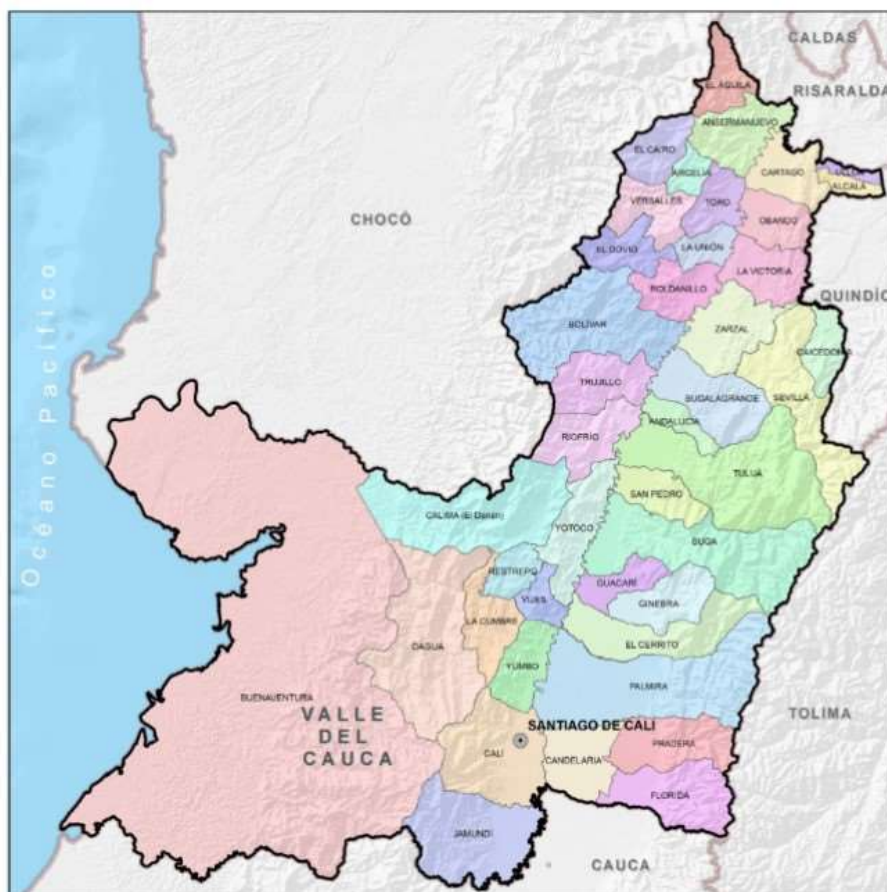 CALDAS
RISARALDA
EL ÁGUILA
ANSERMANUEVO
EL CAIRO
ARGELIA
CARTAGO
ULLOA
ALCALÁ
VERSALLES
TORO
OBANDO
CHOCÓ
EL DOVIO
LA UNIÓN
LA VICTORIA
ROLDANILLO
QUINDÍO
BOLÍVAR
ZARZAL
CAICEDONIA
TRUJILLO
BUGALAGRANDE
SEVILLA
ANDALUCÍA
RIOFRÍO
TULUA
SAN PEDRO
Océano Pacífico
CALIMA (El Darién)
YOTOCO
BUGA
RESTREPO
GUACARÍ
VIJES
GINEBRA
LA CUMBRE
DAGUA
EL CERRITO
YUMBO
BUENAVENTURA
PALMIRA
VALLE
DEL
CAUCA
TOLIMA
SANTIAGO DE CALI
PRADERA
CALI
CANDELARIA
FLORIDA
JAMUNDÍ
CAUCA